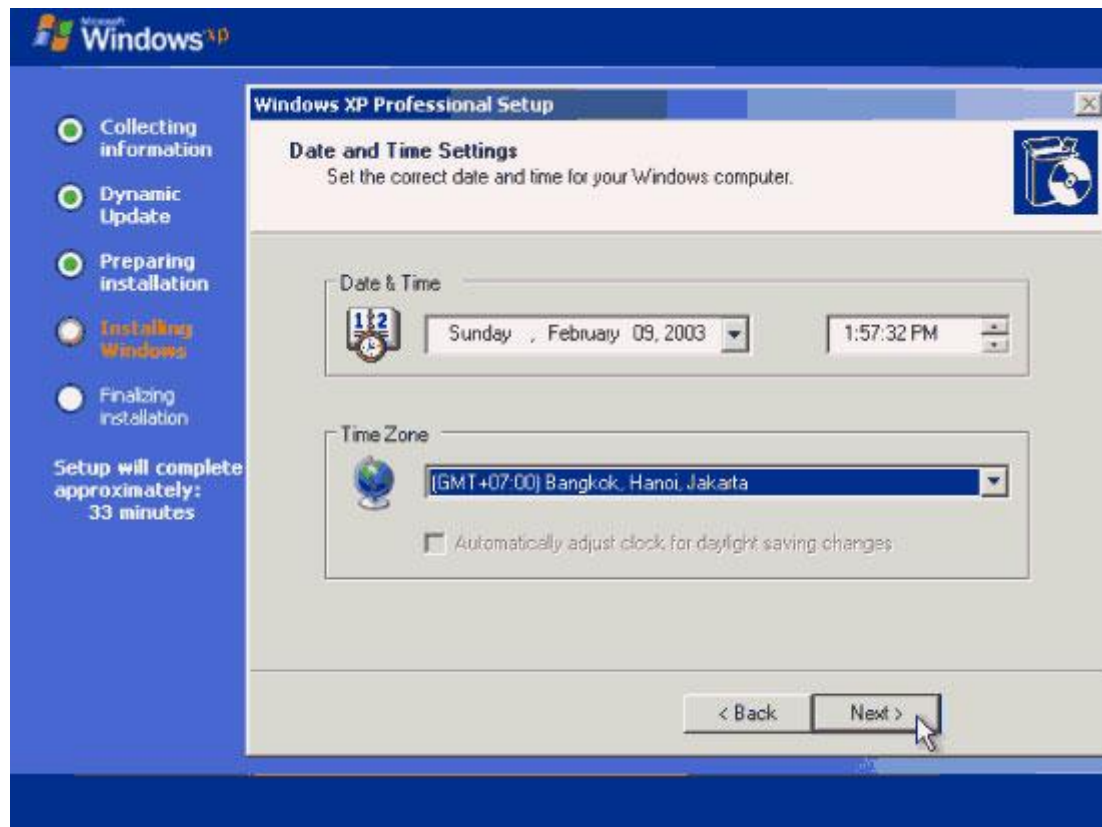 Microsoft
Windows xp
Collecting
information
Dynamic
Update
Preparing
installation
Installing
Windows
Finalizing
installation
Setup will complete
approximately:
33 minutes
Windows XP Professional Setup
Date and Time Settings
Set the correct date and time for your Windows computer.
Date & Time
12
Sunday , February 09, 2003
1:57:32 PM
Time Zone
(GMT+07:00) Bangkok, Hanoi, Jakarta
Automatically adjust clock for daylight saving changes
< Back
Next >